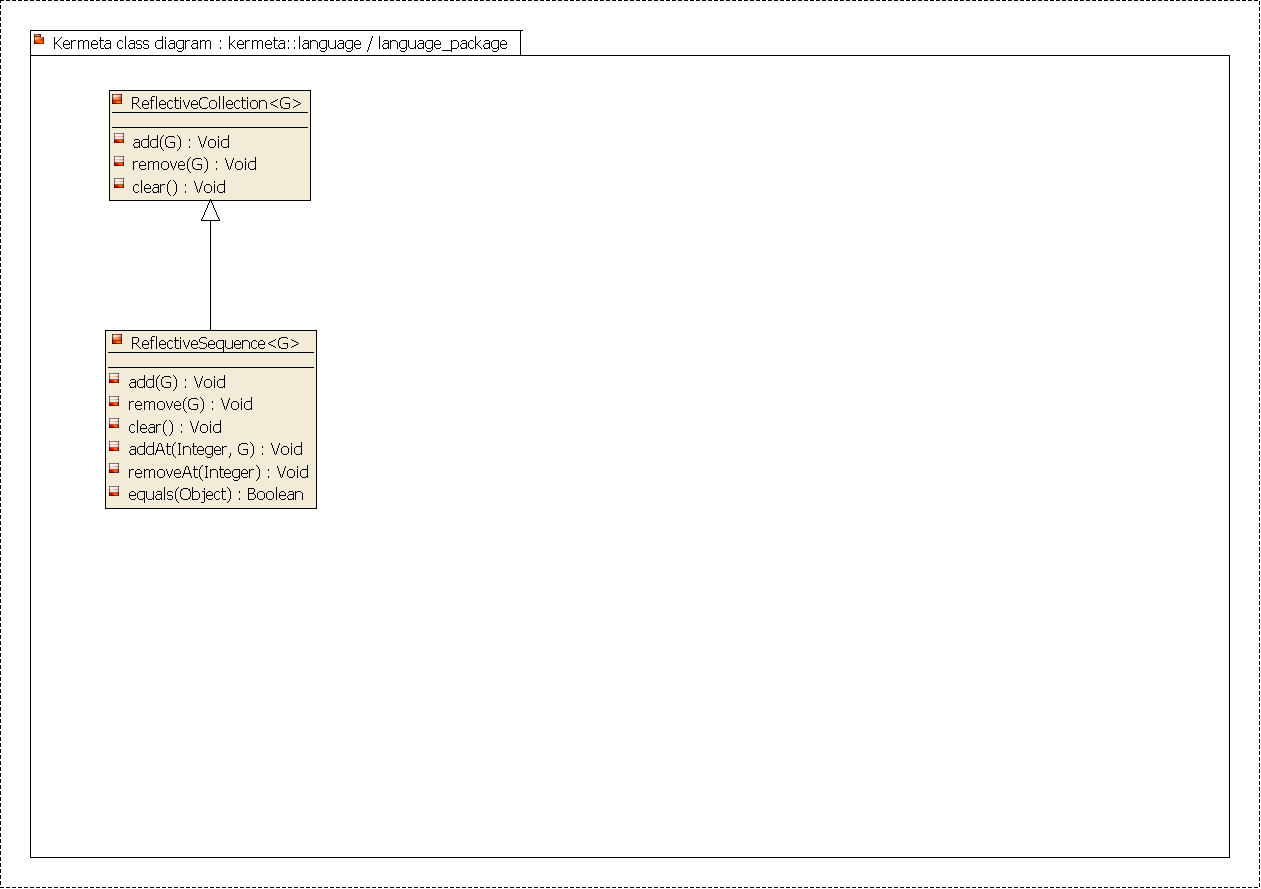 Kermeta class diagram : kermeta::language / language_package
ReflectiveCollection<G>
add(G) : Void
remove(G) : Void
clear() : Void
ReflectiveSequence<G>
add(G) : Void
remove(G) : Void
clear() : Void
addAt(Integer, G) : Void
removeAt(Integer) : Void
equals(Object) : Boolean